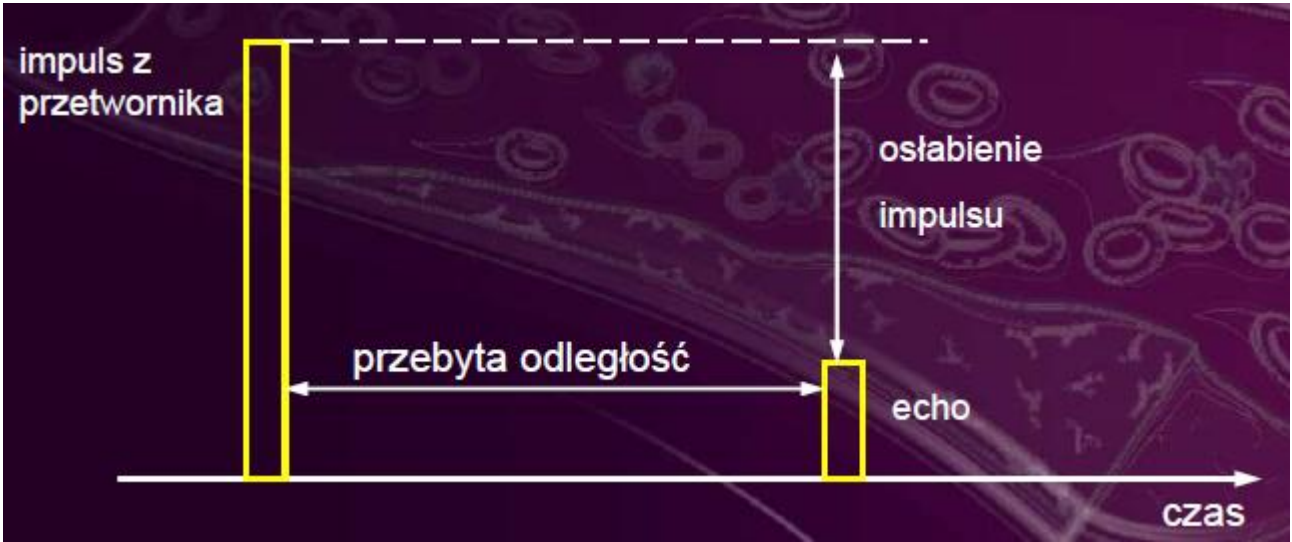 impuls z
przetwornika
osłabienie
impulsu
przebyta odległość
echo
czas